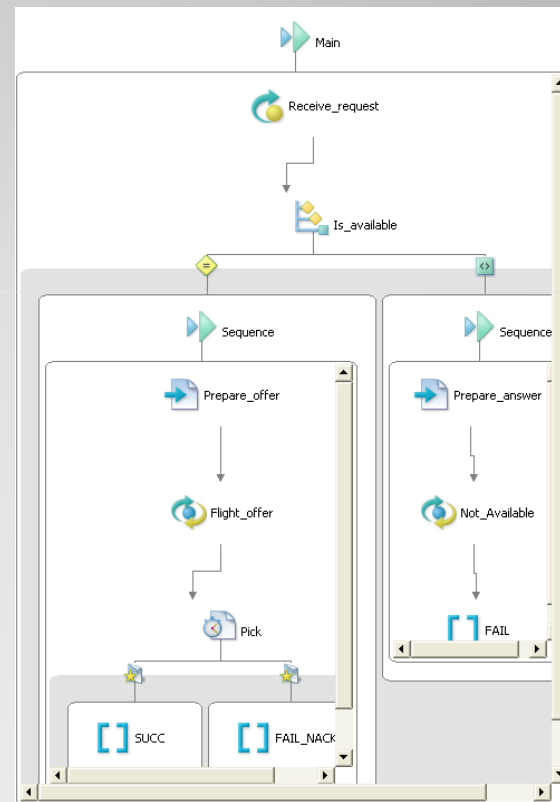 Main
Receive_request
Is_available
=
<>
Sequence
Sequence
Prepare_offer
Prepare_answer
Flight_offer
Not_Available
Pick
FAIL
SUCC
FAIL_NACK